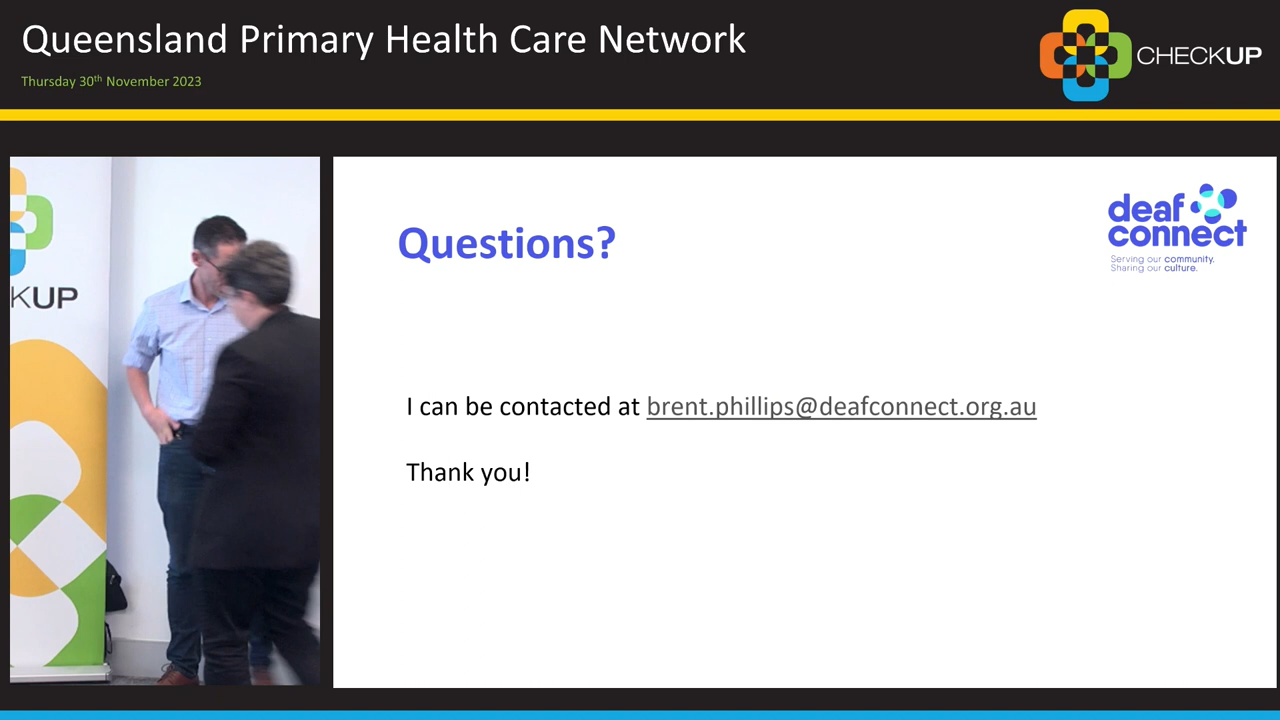 Queensland Primary Health Care Network
Thursday 30th November 2023
CHECKUP
KUP
Questions?
deaf
connect
Serving our community.
Sharing our culture.
I can be contacted at brent.phillips@deafconnect.org.au
Thank you!